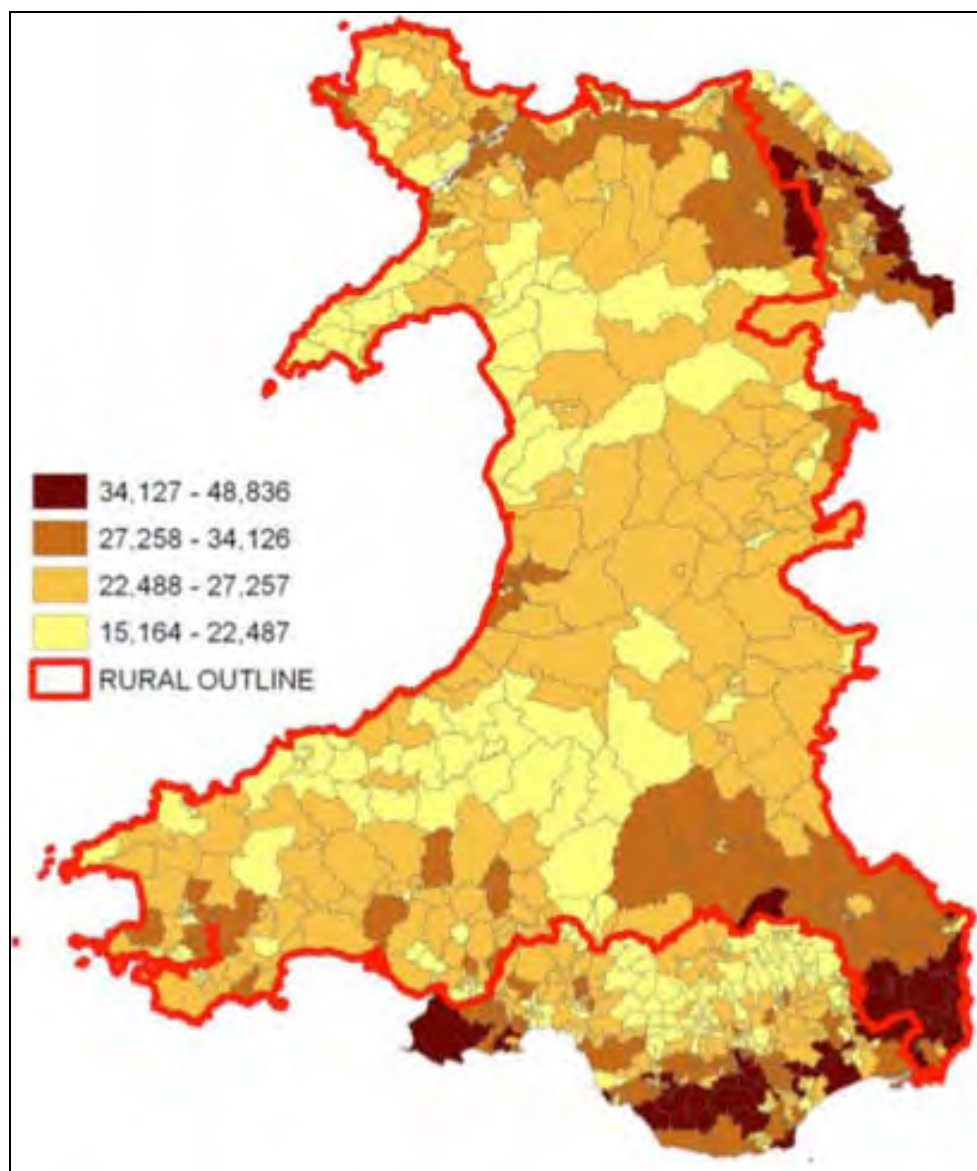 34,127 - 48,836
27,258 - 34,126
22,488 - 27,257
15,164 - 22,487
RURAL OUTLINE